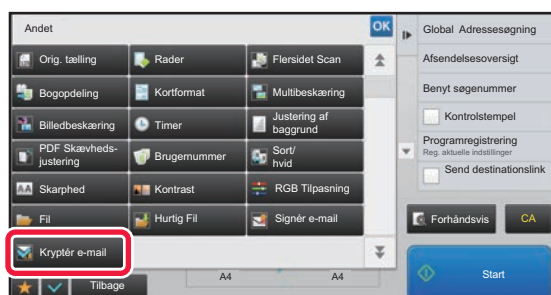 Andet
OK
Orig. tælling
Rader
Flersidet Scan
Bogopdeling
Kortformat
Multibeskæring
Billedbeskæring
Timer
Justering af
baggrund
PDF Skævheds-
justering
Brugernummer
Sort/
hvid
AA
Skarphed
Kontrast
RGB Tilpasning
Fil
Hurtig Fil
Signér e-mail
Kryptér e-mail
Tilbage
A4
A4
Global Adressesøgning
Afsendelsesoversigt
Benyt søgenummer
Kontrolstempel
Programregistrering
Reg. aktuelle indstillinger
Send destinationslink
Forhåndsvis
CA
Start